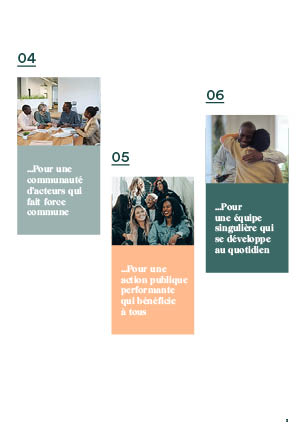 04
...Pour une
communauté
d'acteurs qui
fait force
commune
05
...Pour une
action publique
performante
qui bénéficie
à tous
06
...Pour
une équipe
singulière qui
se développe
au quotidien